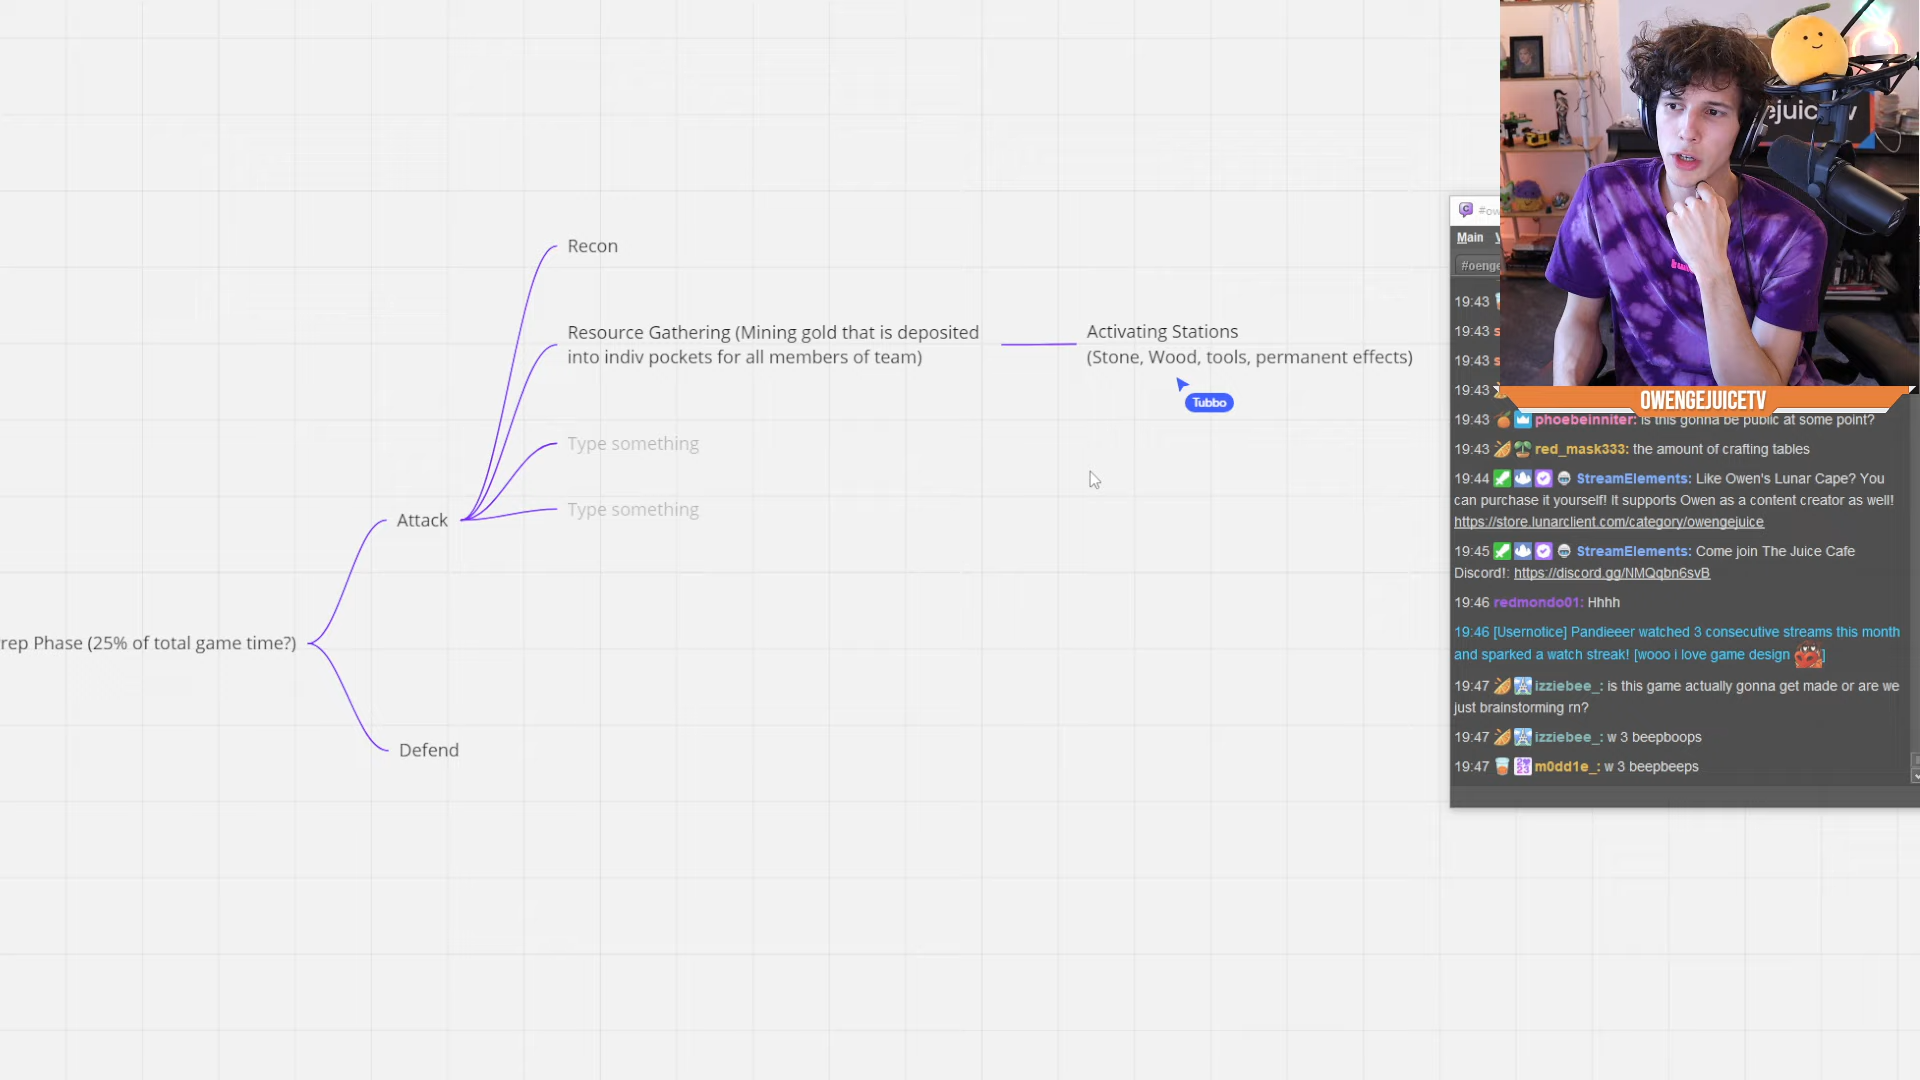 Recon
Resource Gathering (Mining gold that is deposited
into indiv pockets for all members of team)
Activating Stations
(Stone, Wood, tools, permanent effects)
Tubbo
Type something
Type something
Attack
rep Phase (25% of total game time?)
Defend
ejuicetv
OWENGEJUICETV
#ow
Main
#oenge
19:43
19:43 s
19:43 s
19:43
19:43 phoebeinniter: is this gonna be public at some point?
19:43 red_mask333: the amount of crafting tables
19:44 StreamElements: Like Owen's Lunar Cape? You
can purchase it yourself! It supports Owen as a content creator as well!
https://store.lunarclient.com/category/owengejuice
19:45 StreamElements: Come join The Juice Cafe
Discord!: https://discord.gg/NMQqbn6svB
19:46 redmondo01: Hhhh
19:46 [Usernotice] Pandieeer watched 3 consecutive streams this month
and sparked a watch streak! [wooo i love game design ]
19:47 izziebee_: is this game actually gonna get made or are we
just brainstorming rn?
19:47 izziebee_: w 3 beepboops
19:47 m0dd1e_: w 3 beepbeeps